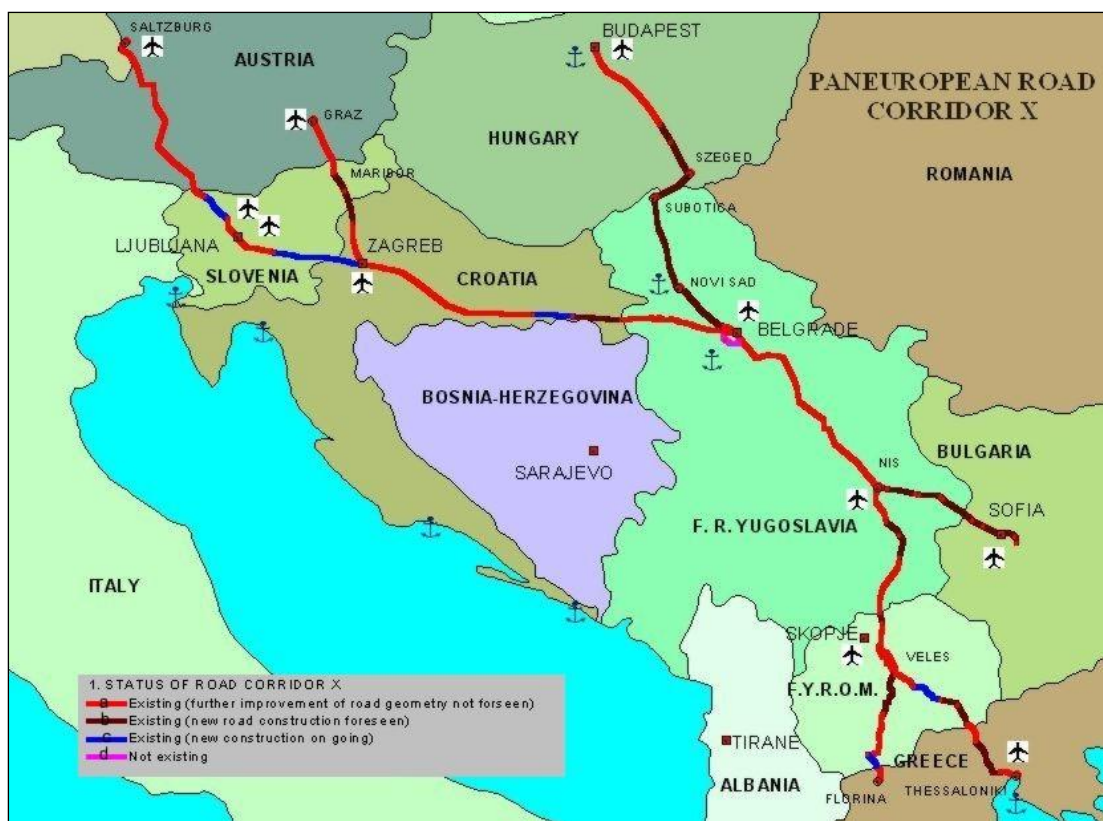 SALTZBURG
BUDAPEST
AUSTRIA
PANEUROPEAN ROAD
CORRIDOR X
GRAZ
HUNGARY
SZEGED
ROMANIA
MARIBOR
SUBOTICA
LJUBLJANA
ZAGREB
SLOVENIA
CROATIA
NOVI SAD
BELGRADE
BOSNIA-HERZEGOVINA
BULGARIA
NIS
SARAJEVO
SOFIA
F. R. YUGOSLAVIA
ITALY
SKOPJE
VELES
F.Y.R.O.M.
1. STATUS OF ROAD CORRIDOR X
a Existing (further improvement of road geometry not forseen)
b Existing (new road construction foreseen)
c Existing (new construction on going)
d Not existing
TIRANE
GREECE
ALBANIA
FLORINA
THESSALONIKI